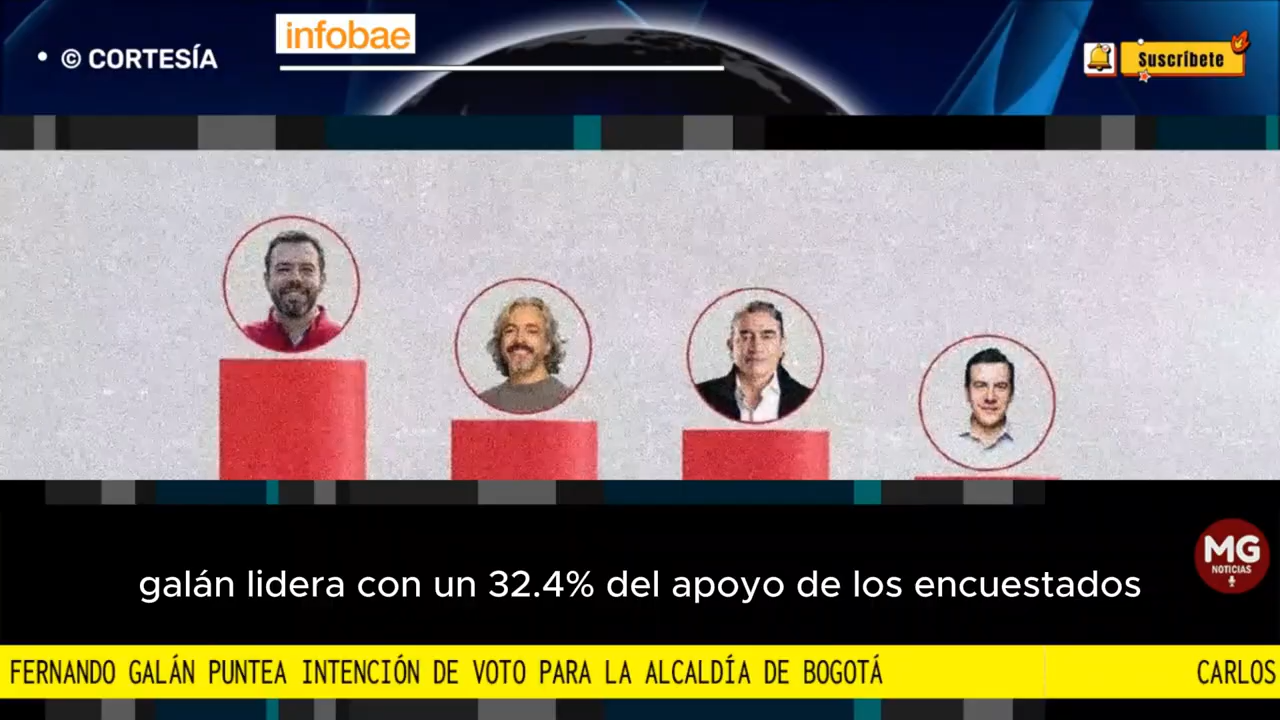 • © CORTESÍA
infobae
Suscríbete
galán lidera con un 32.4% del apoyo de los encuestados
MG
NOTICIAS
FERNANDO GALÁN PUNTEA INTENCIÓN DE VOTO PARA LA ALCALDÍA DE BOGOTÁ
CARLOS